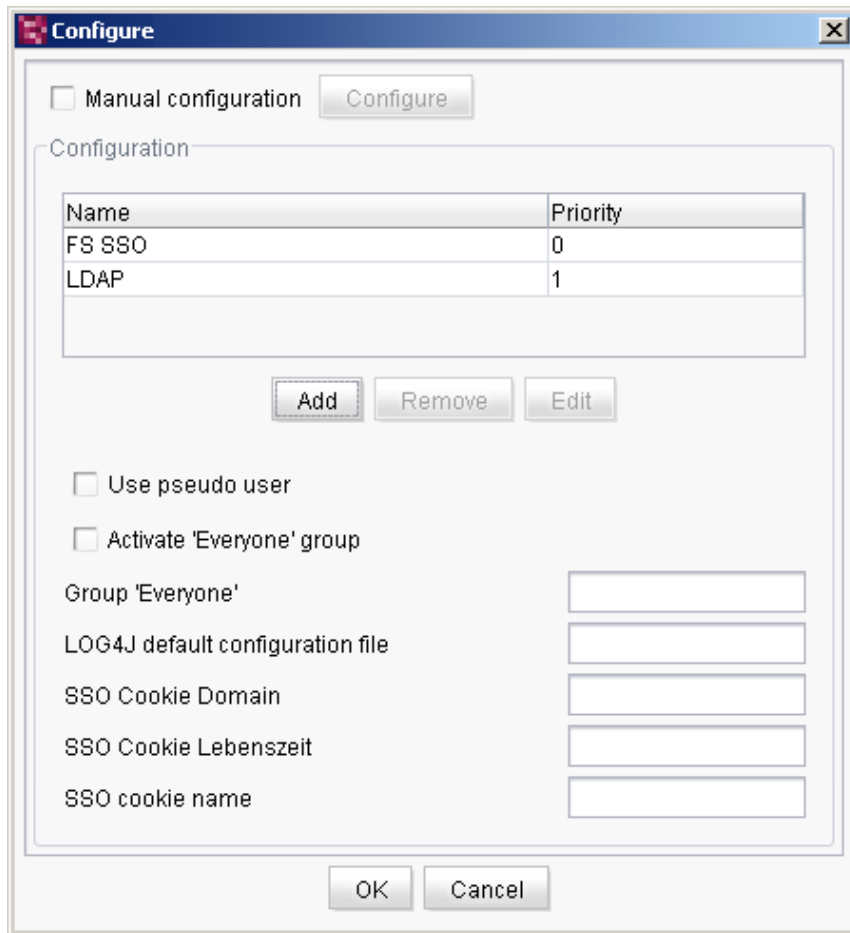 Configure
Manual configuration Configure
Configuration
Name Priority
FS SSO 0
LDAP 1
Add Remove Edit
Use pseudo user
Activate 'Everyone' group
Group 'Everyone'
LOG4J default configuration file
SSO Cookie Domain
SSO Cookie Lebenszeit
SSO cookie name
OK Cancel